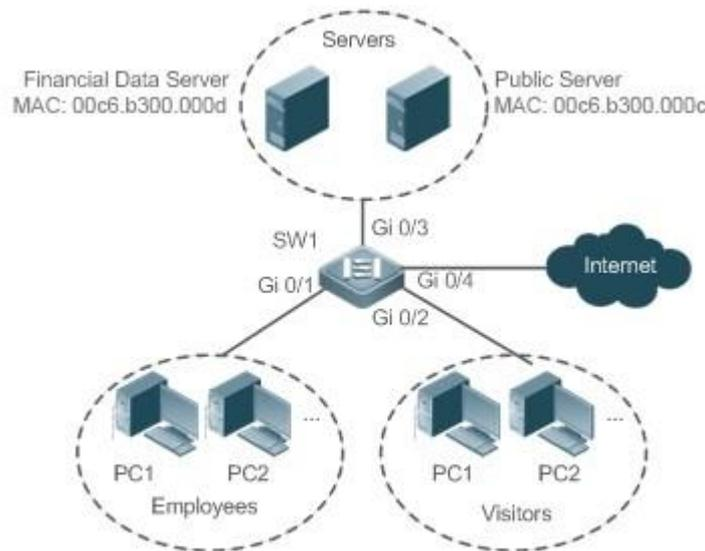 Servers
Financial Data Server
MAC: 00c6.b300.000d
Public Server
MAC: 00c6.b300.000c
Gi 0/3
SW1
Gi 0/1
Gi 0/4
Internet
Gi 0/2
...
...
PC1
PC2
PC1
PC2
Employees
Visitors